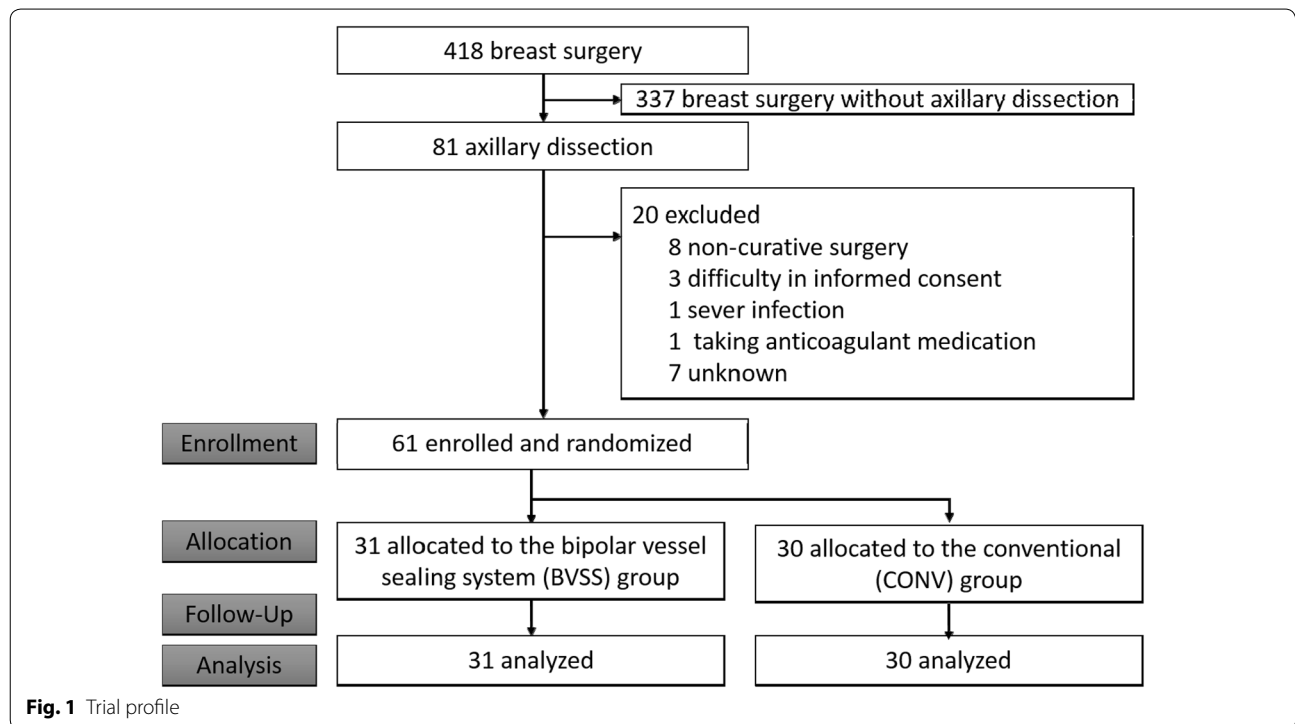 418 breast surgery
337 breast surgery without axillary dissection
81 axillary dissection
20 excluded
8 non-curative surgery
3 difficulty in informed consent
1 sever infection
1 taking anticoagulant medication
7 unknown
Enrollment
61 enrolled and randomized
Allocation
31 allocated to the bipolar vessel
sealing system (BVSS) group
30 allocated to the conventional
(CONV) group
Follow-Up
Analysis
31 analyzed
30 analyzed
Fig. 1 Trial profile